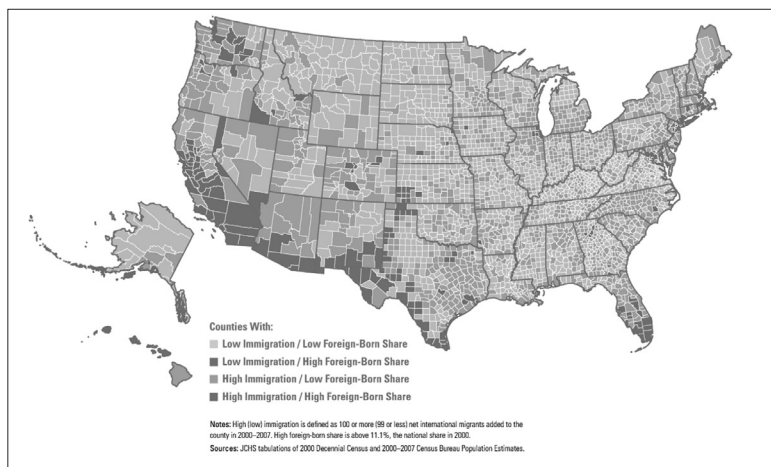 Counties With:
Low Immigration / Low Foreign-Born Share
Low Immigration / High Foreign-Born Share
High Immigration / Low Foreign-Born Share
High Immigration / High Foreign-Born Share
Notes: High (low) immigration is defined as 100 or more (99 or less) net international migrants added to the
county in 2000–2007. High foreign-born share is above 11.1%, the national share in 2000.
Sources: JCHS tabulations of 2000 Decennial Census and 2000–2007 Census Bureau Population Estimates.